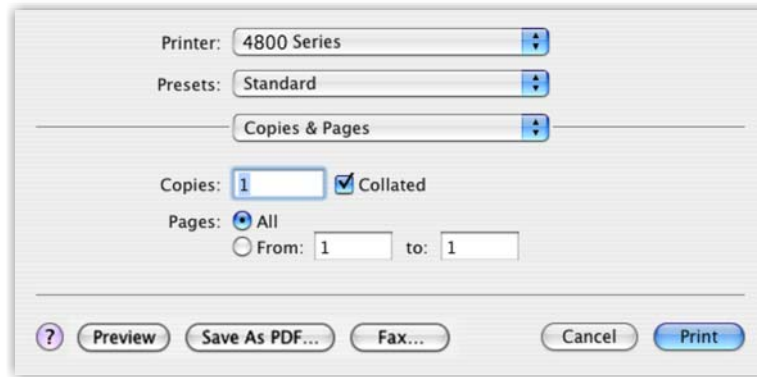 Printer: 4800 Series
Presets: Standard
Copies & Pages
Copies: 1 Collated
Pages: All
From: 1 to: 1
? Preview Save As PDF... Fax... Cancel Print